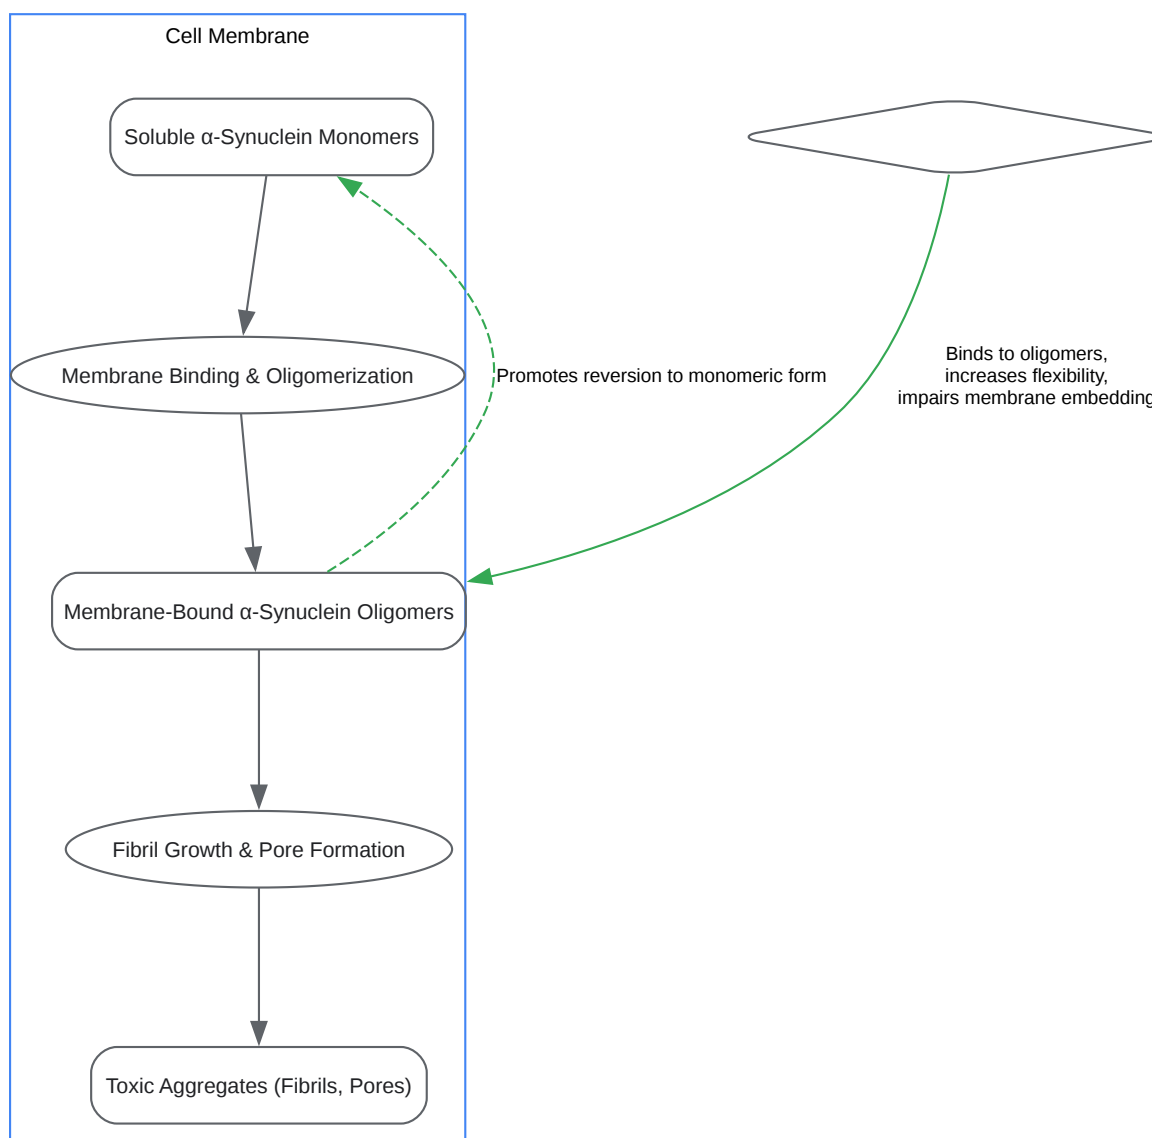 Cell Membrane
Soluble α-Synuclein Monomers
Membrane Binding & Oligomerization
Promotes reversion to monomeric form
Binds to oligomers,
increases flexibility,
impairs membrane embedding
Membrane-Bound α-Synuclein Oligomers
Fibril Growth & Pore Formation
Toxic Aggregates (Fibrils, Pores)